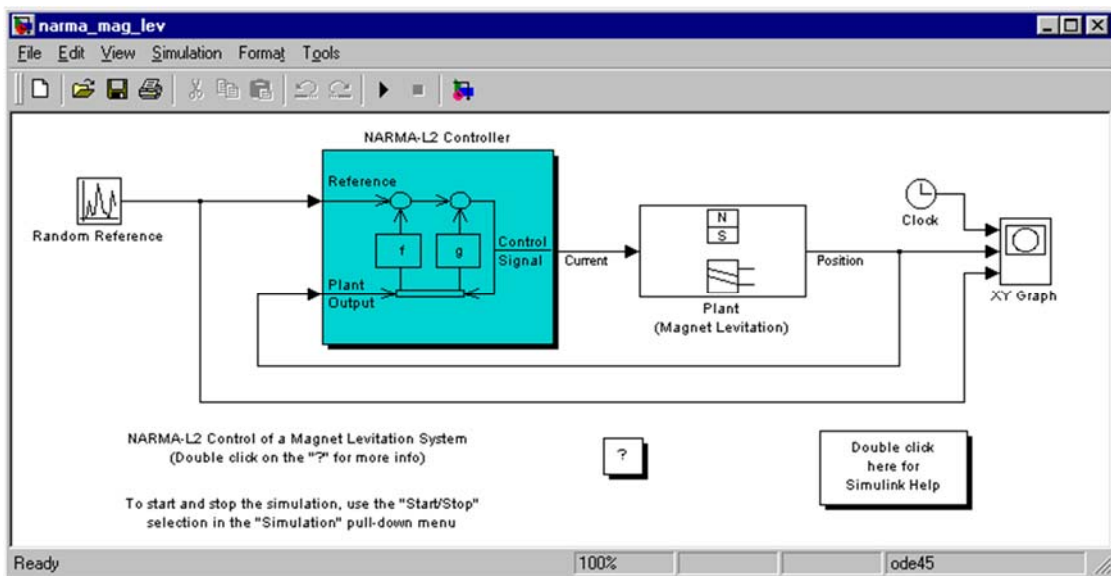 narma_mag_lev
File Edit View Simulation Format Tools
NARMA-L2 Controller
Reference
Random Reference
f
g
Control
Signal
Plant
Output
Current
N
S
Position
Plant
(Magnet Levitation)
Clock
XY Graph
NARMA-L2 Control of a Magnet Levitation System
(Double click on the "?" for more info)
?
Double click
here for
Simulink Help
To start and stop the simulation, use the "Start/Stop"
selection in the "Simulation" pull-down menu
Ready 100% ode45